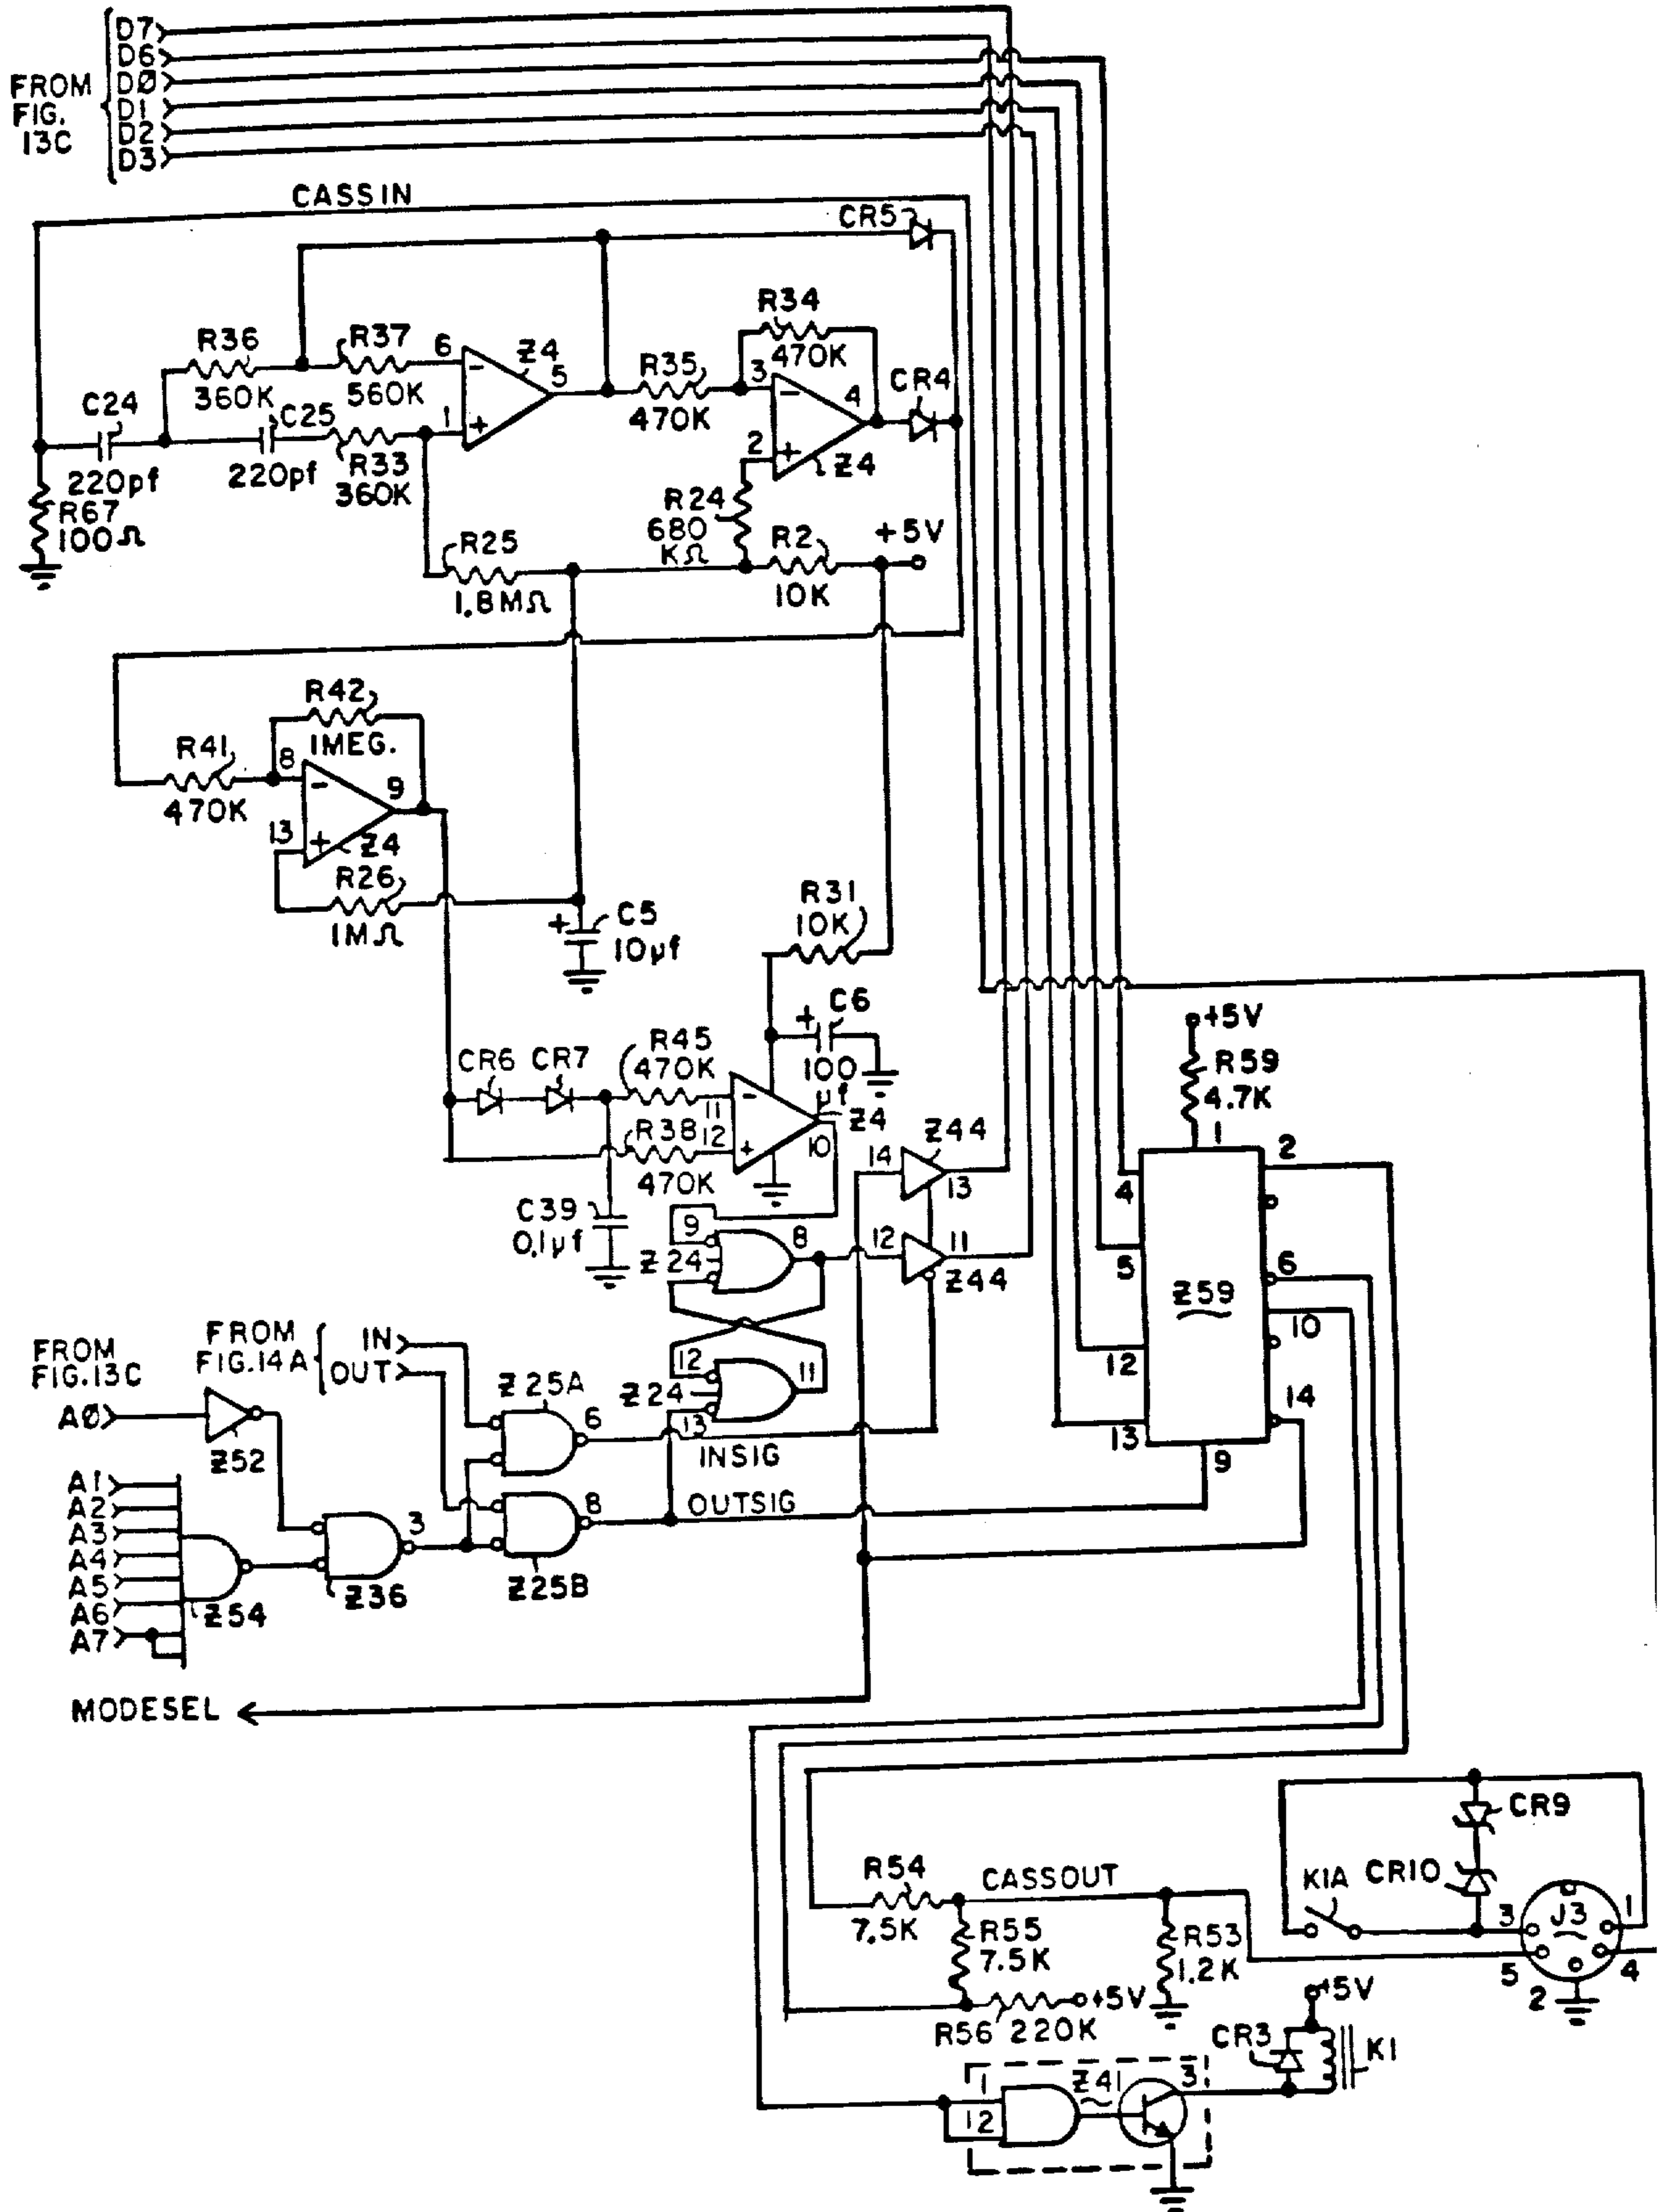 D7
D6
DØ
D1
D2
D3
FROM
FIG.
13C
CASSIN
CR5
R34
470K
R36
360K
R37
560K
6
-
Z4
5
R35
470K
3
-
4
CR4
C24
220pf
C25
220pf
R33
360K
1
+
2
+
Z4
R67
100Ω
R24
680
KΩ
R2
10K
+5V
R25
1.8MΩ
R42
1MEG.
R41
470K
8
-
9
13
+
Z4
R26
1MΩ
+
C5
10µf
R31
10K
+
C6
100
µf
+5V
R59
4.7K
CR6
CR7
R45
470K
11
-
Z4
R38
470K
12
+
10
C39
0.1µf
Z44
14
13
12
11
Z44
9
8
Z24
12
11
Z24
13
1
2
4
5
6
Z59
10
12
14
13
9
FROM
FIG.13C
AØ
FROM
FIG.14A
IN
OUT
Z52
Z25A
6
INSIG
A1
A2
A3
A4
A5
A6
A7
Z54
3
Z36
8
OUTSIG
Z25B
MODESEL
CR9
CR10
K1A
R54
7.5K
CASSOUT
R55
7.5K
R53
1.2K
3
J3
1
5
4
2
R56 220K
+5V
+5V
CR3
K1
1
Z41
3
12